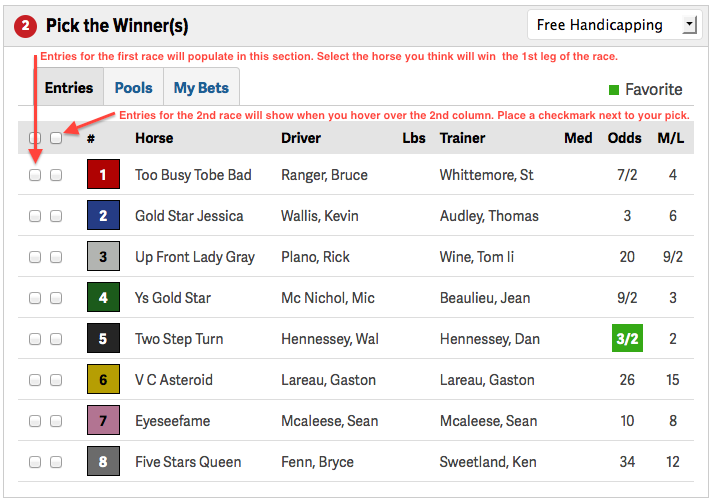 2 Pick the Winner(s) Free Handicapping
Entries for the first race will populate in this section. Select the horse you think will win the 1st leg of the race.
Entries Pools My Bets Favorite
Entries for the 2nd race will show when you hover over the 2nd column. Place a checkmark next to your pick.
# Horse Driver Lbs Trainer Med Odds M/L
1 Too Busy Tobe Bad Ranger, Bruce Whittemore, St 7/2 4
2 Gold Star Jessica Wallis, Kevin Audley, Thomas 3 6
3 Up Front Lady Gray Plano, Rick Wine, Tom Ii 20 9/2
4 Ys Gold Star Mc Nichol, Mic Beaulieu, Jean 9/2 3
5 Two Step Turn Hennessey, Wal Hennessey, Dan 3/2 2
6 V C Asteroid Lareau, Gaston Lareau, Gaston 26 15
7 Eyeseefame Mcaleese, Sean Mcaleese, Sean 10 8
8 Five Stars Queen Fenn, Bryce Sweetland, Ken 34 12